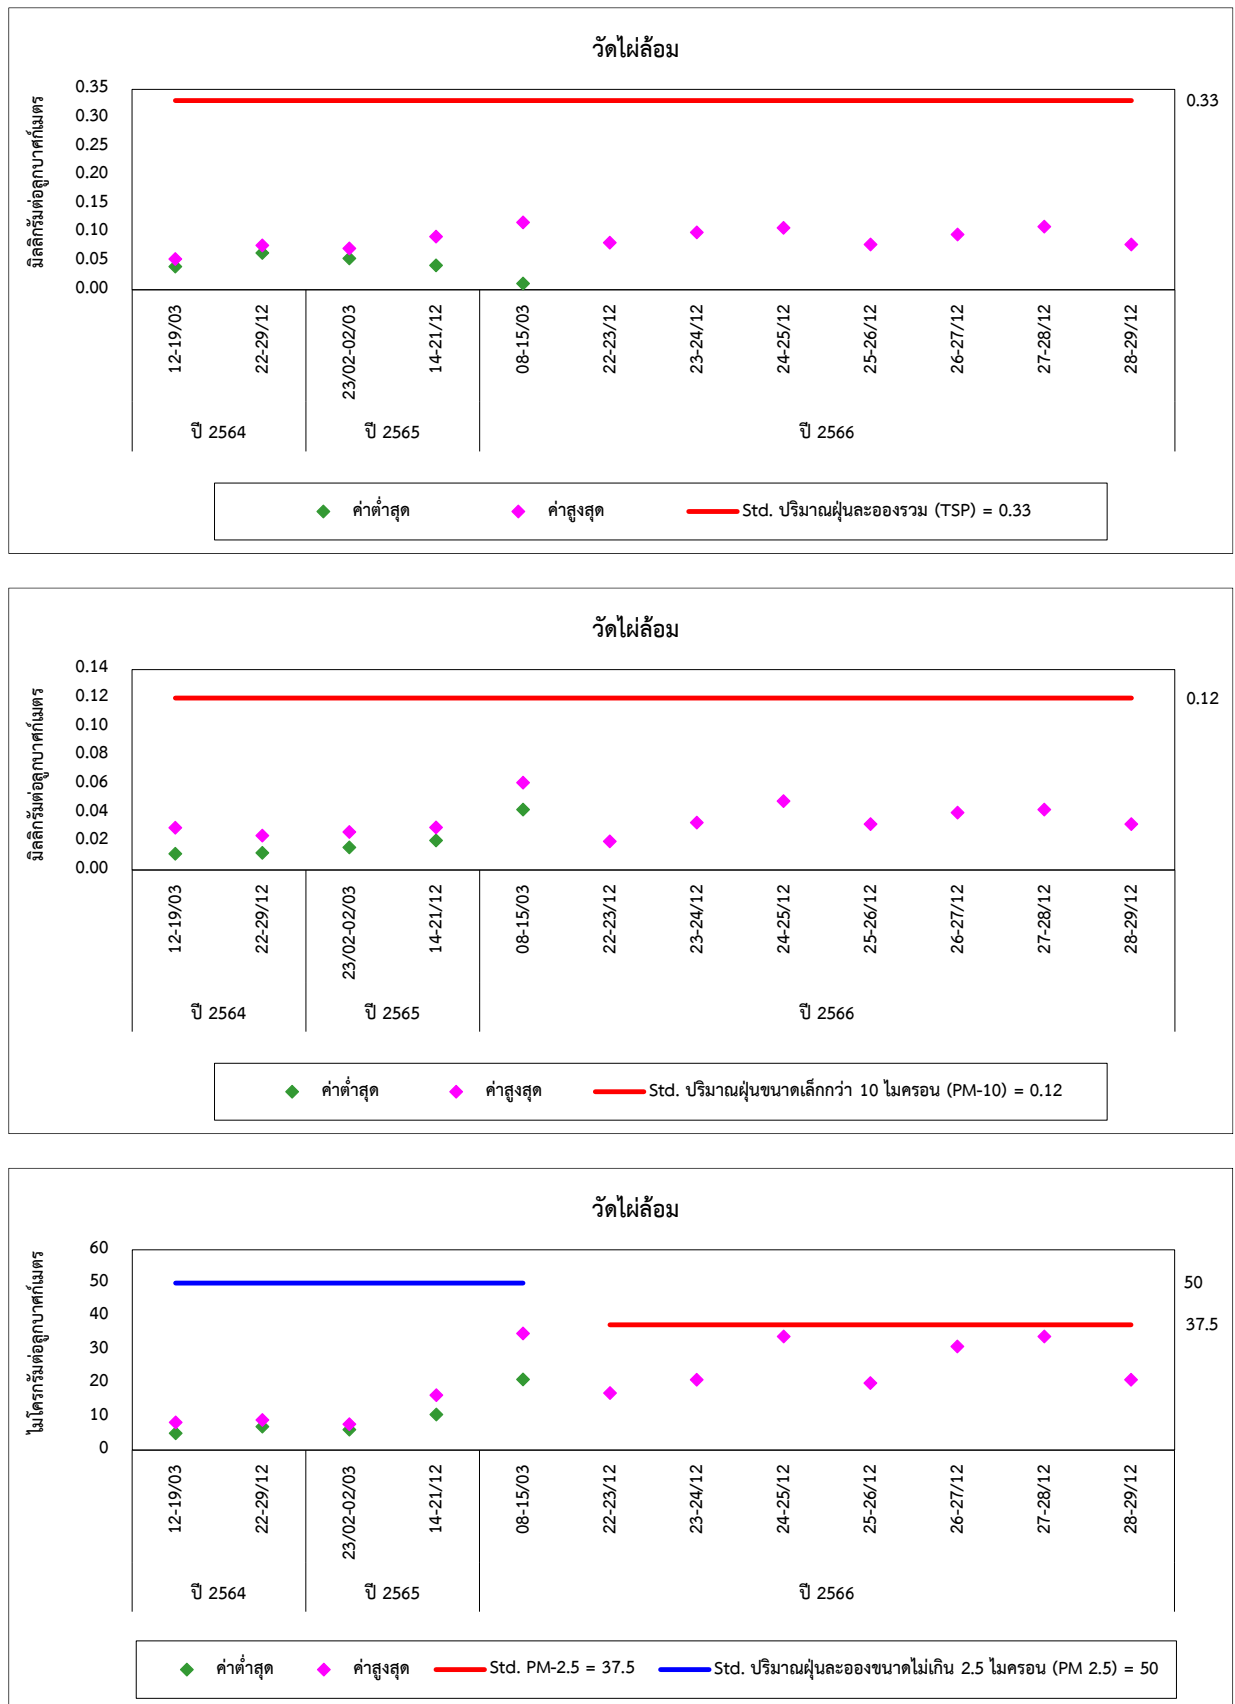 วัดไผ่ล้อม
มิลลิกรัมต่อลูกบาศก์เมตร
0.35
0.30
0.25
0.20
0.15
0.10
0.05
0.00
0.33
12-19/03 22-29/12 23/02-02/03 14-21/12 08-15/03 22-23/12 23-24/12 24-25/12 25-26/12 26-27/12 27-28/12 28-29/12
ปี 2564 ปี 2565 ปี 2566
ค่าต่ำสุด ค่าสูงสุด Std. ปริมาณฝุ่นละอองรวม (TSP) = 0.33
วัดไผ่ล้อม
มิลลิกรัมต่อลูกบาศก์เมตร
0.14
0.12
0.10
0.08
0.06
0.04
0.02
0.00
0.12
12-19/03 22-29/12 23/02-02/03 14-21/12 08-15/03 22-23/12 23-24/12 24-25/12 25-26/12 26-27/12 27-28/12 28-29/12
ปี 2564 ปี 2565 ปี 2566
ค่าต่ำสุด ค่าสูงสุด Std. ปริมาณฝุ่นขนาดเล็กกว่า 10 ไมครอน (PM-10) = 0.12
วัดไผ่ล้อม
ไมโครกรัมต่อลูกบาศก์เมตร
60
50
40
30
20
10
0
50
37.5
12-19/03 22-29/12 23/02-02/03 14-21/12 08-15/03 22-23/12 23-24/12 24-25/12 25-26/12 26-27/12 27-28/12 28-29/12
ปี 2564 ปี 2565 ปี 2566
ค่าต่ำสุด ค่าสูงสุด Std. PM-2.5 = 37.5 Std. ปริมาณฝุ่นละอองขนาดไม่เกิน 2.5 ไมครอน (PM 2.5) = 50